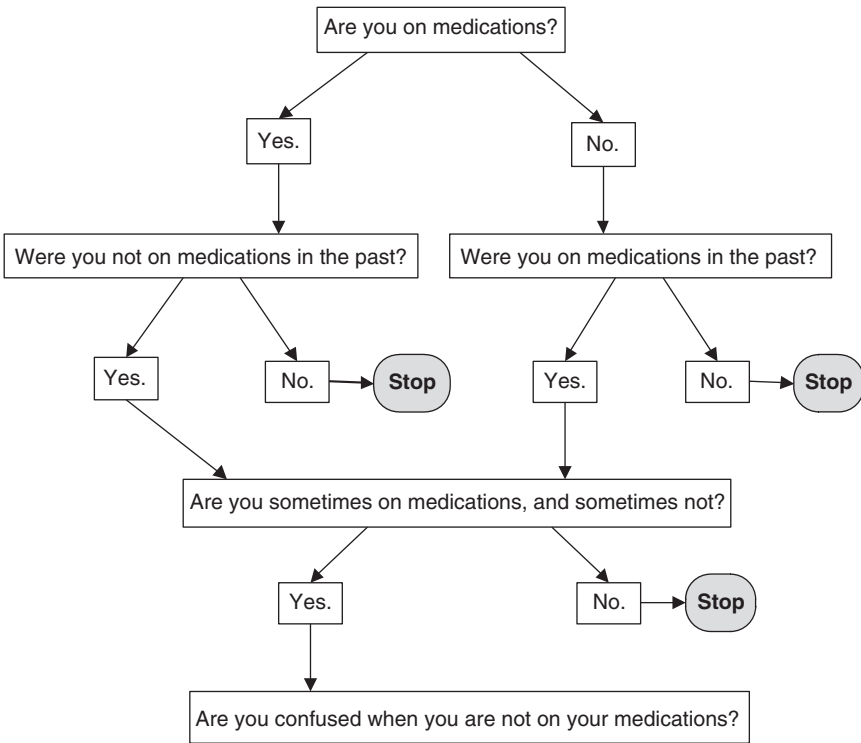 Are you on medications?
Yes.
No.
Were you not on medications in the past?
Were you on medications in the past?
Yes.
No.
Stop
Yes.
No.
Stop
Are you sometimes on medications, and sometimes not?
Yes.
No.
Stop
Are you confused when you are not on your medications?